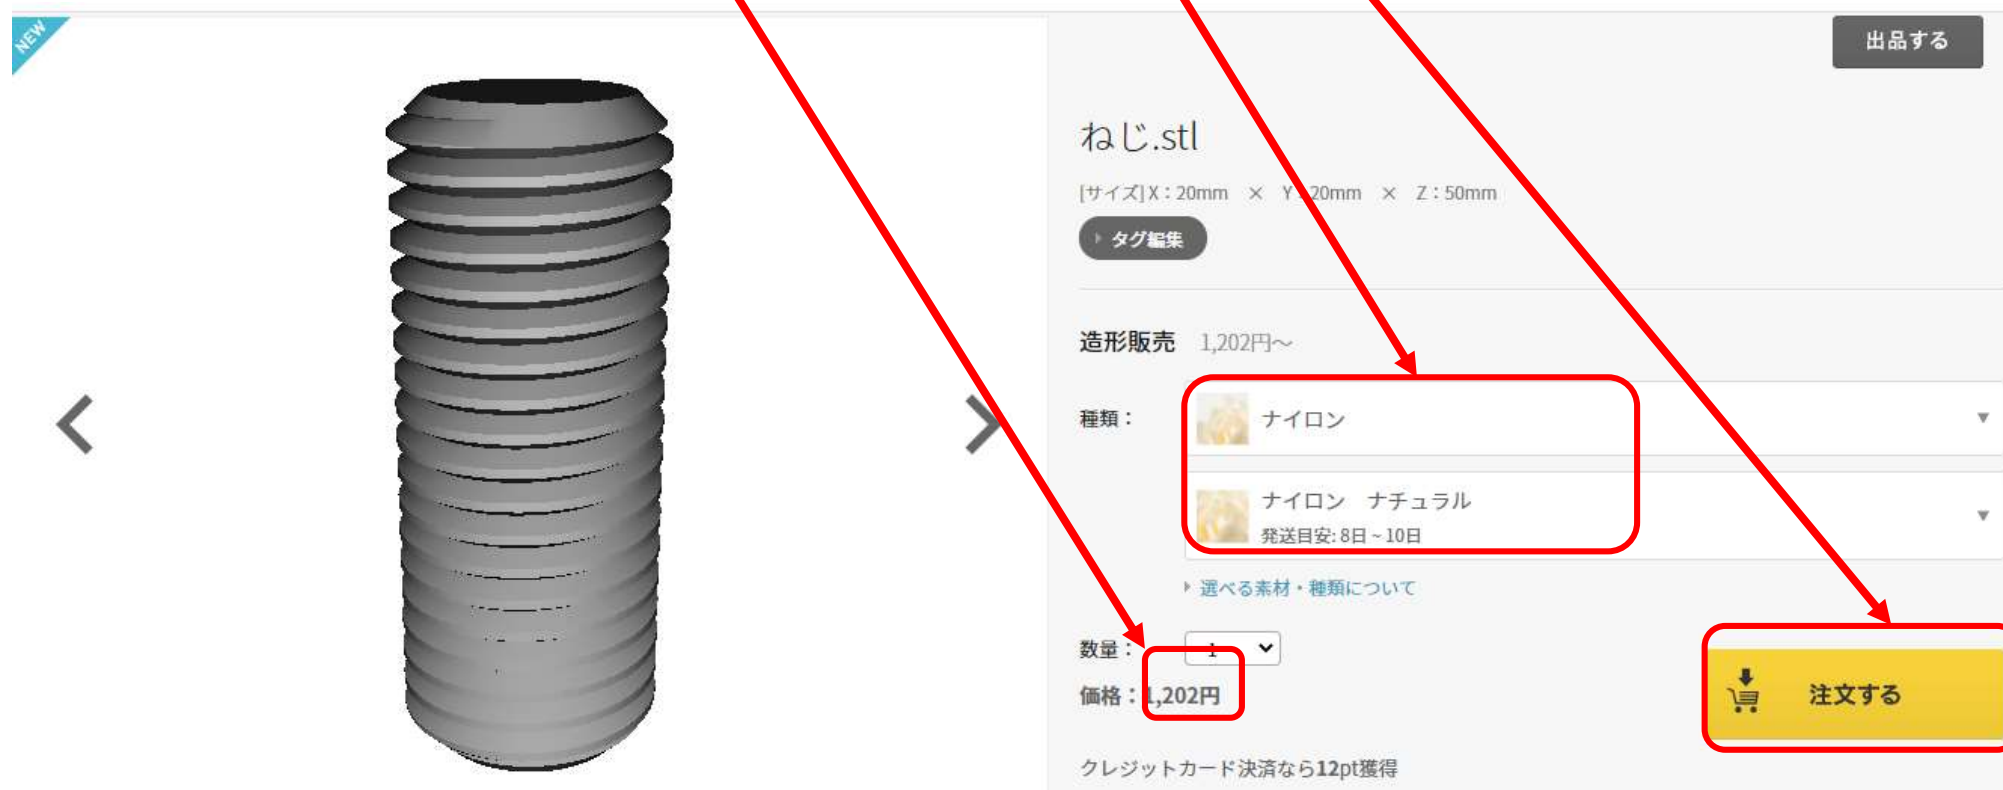 NEW
出品する
ねじ.stl
[サイズ] X：20mm × Y：20mm × Z：50mm
タグ編集
造形販売 1,202円～
種類： ナイロン
ナイロン ナチュラル
発送目安: 8日 ~ 10日
選べる素材・種類について
数量： 1
価格：1,202円
注文する
クレジットカード決済なら12pt獲得